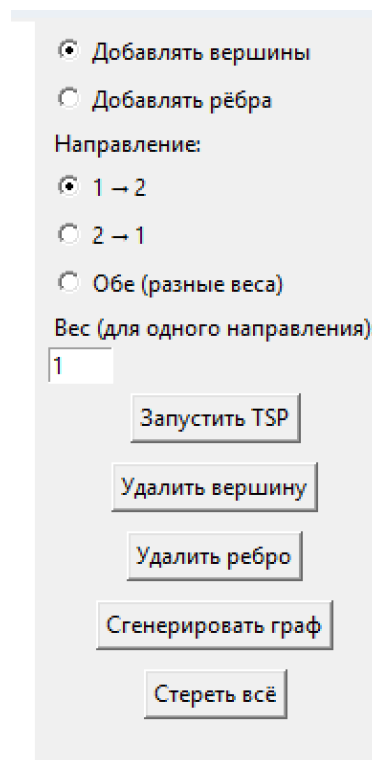 Добавлять вершины
Добавлять рёбра
Направление:
1 → 2
2 → 1
Обе (разные веса)
Вес (для одного направления)
1
Запустить TSP
Удалить вершину
Удалить ребро
Сгенерировать граф
Стереть всё